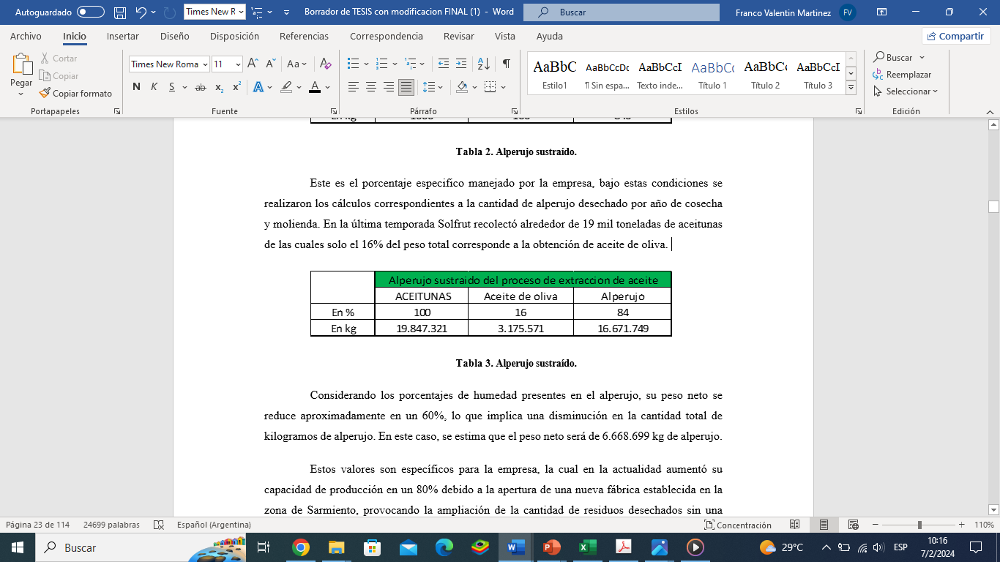 Autoguardado
Times New R
Borrador de TESIS con modificacion FINAL (1) - Word
Buscar
Franco Valentin Martinez
FV
Archivo Inicio Insertar Diseño Disposición Referencias Correspondencia Revisar Vista Ayuda
Compartir
Pegar
Cortar
Copiar
Copiar formato
Portapapeles
Times New Roma 11
Aa
N K S ab x₂ x² A A
Fuente
Párrafo
AaBbC AaBbCcDc AaBbCcI AaBbCc AaBbCc AaBbCcI
Estilo1 ¶ Sin espa... Texto inde... Título 1 Título 2 Título 3
Estilos
Buscar
Reemplazar
Seleccionar
Edición
Tabla 2. Alperujo sustraído.
Este es el porcentaje especifíco manejado por la empresa, bajo estas condiciones se
realizaron los cálculos correspondientes a la cantidad de alperujo desechado por año de cosecha
y molienda. En la última temporada Solfrut recolectó alrededor de 19 mil toneladas de aceitunas
de las cuales solo el 16% del peso total corresponde a la obtención de aceite de oliva.
Alperujo sustraido del proceso de extraccion de aceite
ACEITUNAS Aceite de oliva Alperujo
En % 100 16 84
En kg 19.847.321 3.175.571 16.671.749
Tabla 3. Alperujo sustraído.
Considerando los porcentajes de humedad presentes en el alperujo, su peso neto se
reduce aproximadamente en un 60%, lo que implica una disminución en la cantidad total de
kilogramos de alperujo. En este caso, se estima que el peso neto será de 6.668.699 kg de alperujo.
Estos valores son específicos para la empresa, la cual en la actualidad aumentó su
capacidad de producción en un 80% debido a la apertura de una nueva fábrica establecida en la
zona de Sarmiento, provocando la ampliación de la cantidad de residuos desechados sin una
Página 23 de 114 24699 palabras Español (Argentina)
Concentración
110%
Buscar
29°C
ESP
10:16
7/2/2024